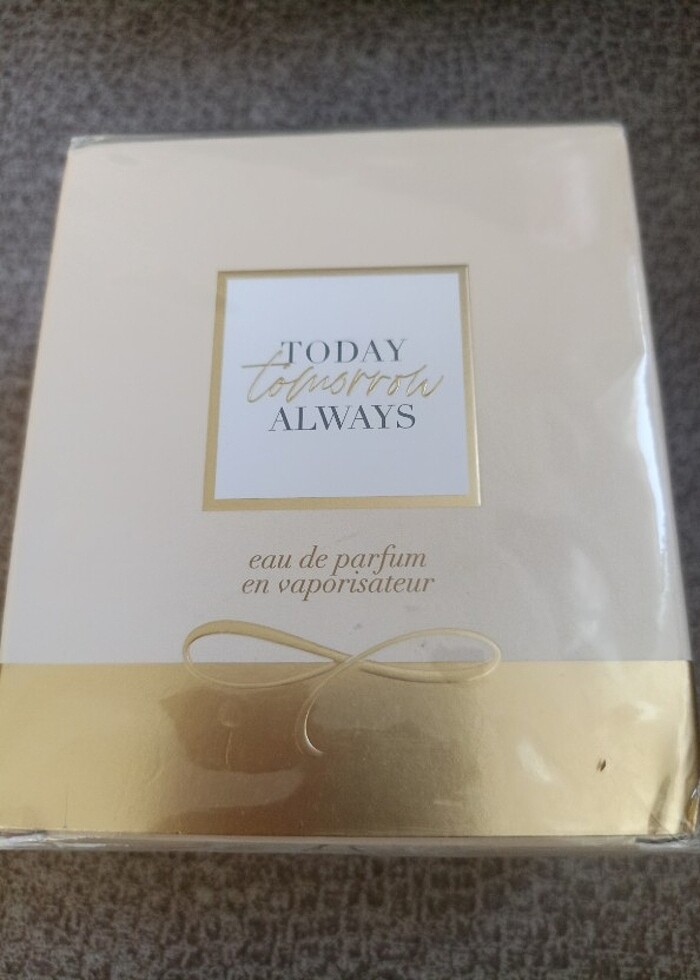 TODAY
tomorrow
ALWAYS
eau de parfum
en vaporisateur